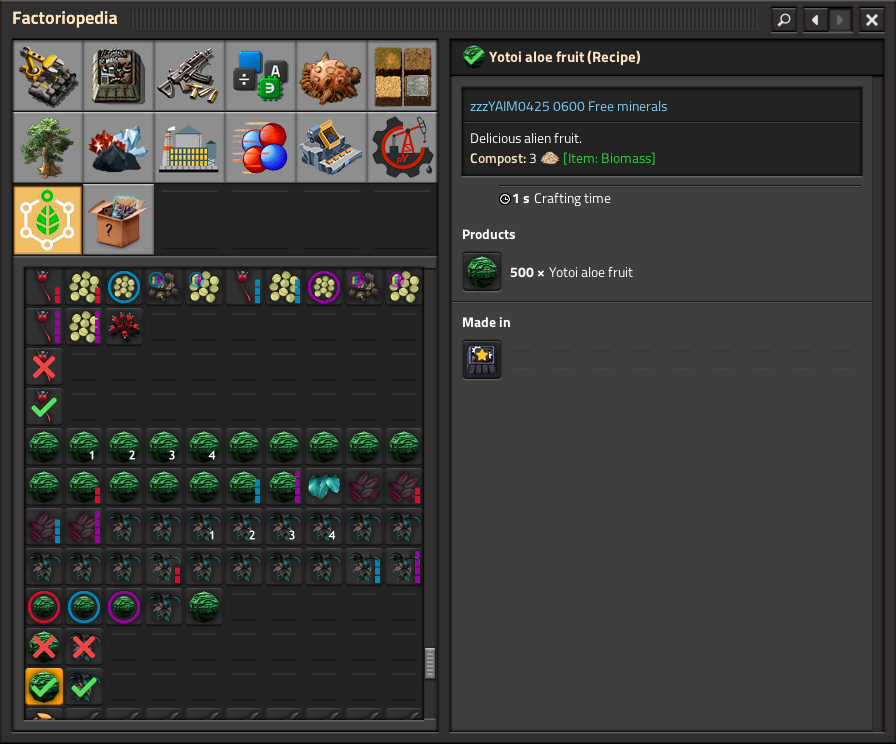 Factoriopedia
A
pY
?
Yotoi aloe fruit (Recipe)
zzzYAIM0425 0600 Free minerals
Delicious alien fruit.
Compost: 3 [Item: Biomass]
1 s Crafting time
Products
500 × Yotoi aloe fruit
Made in
1 2 3 4
1 2 3 4